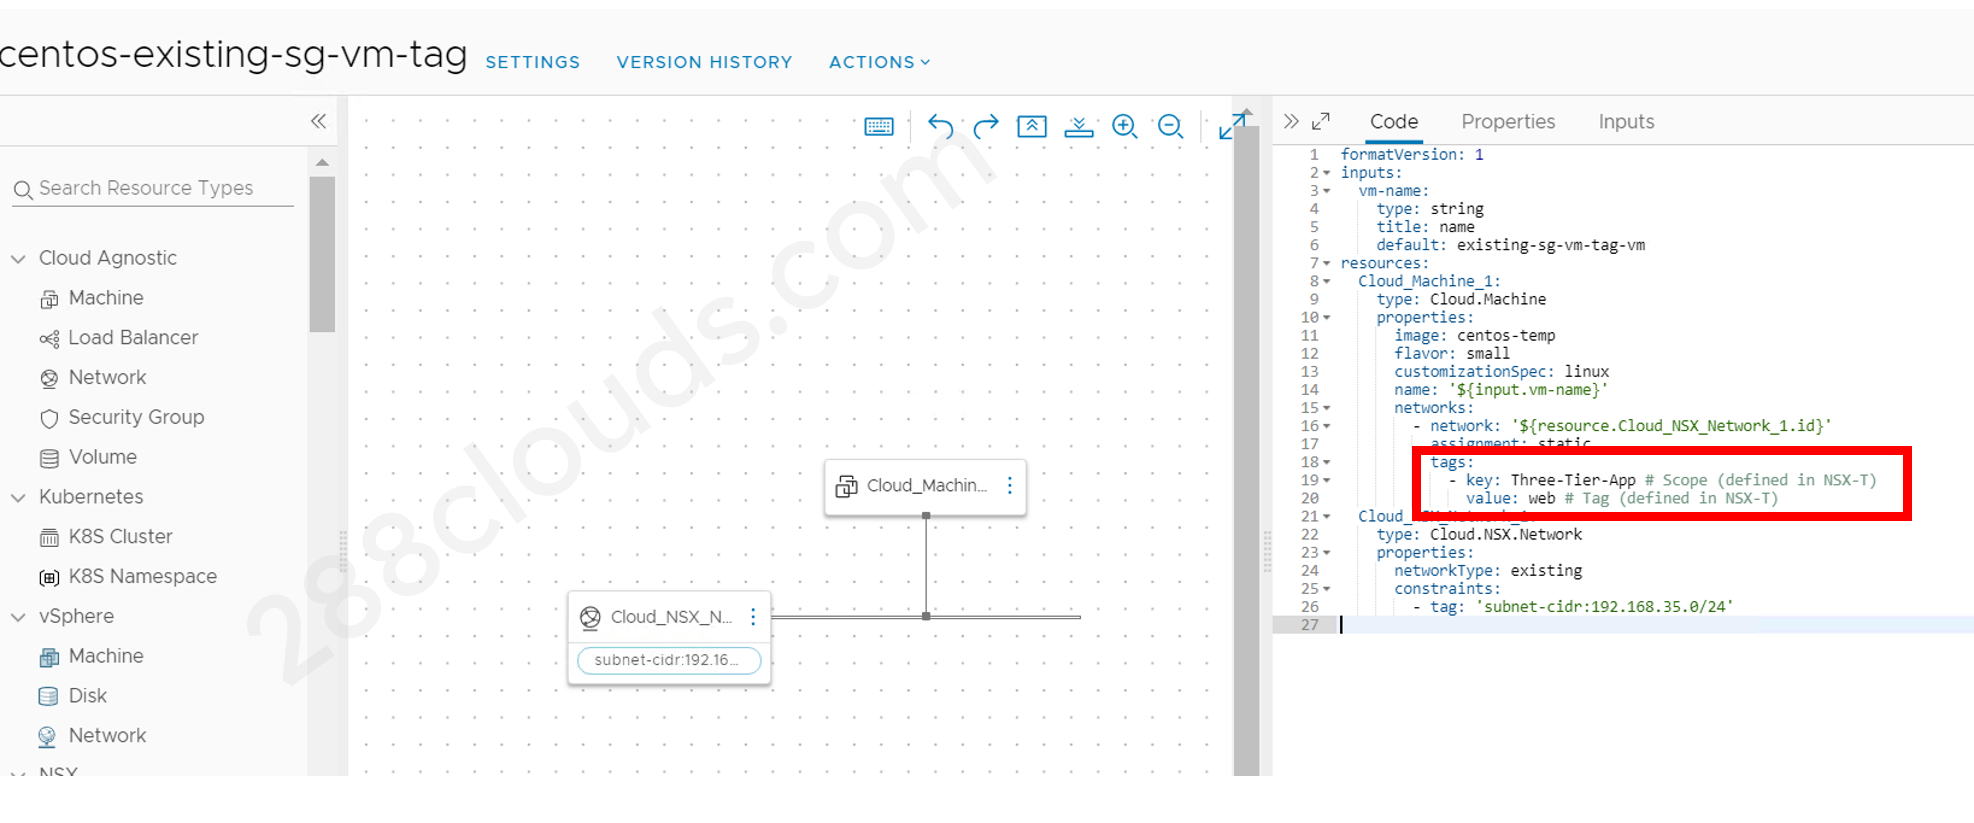 centos-existing-sg-vm-tag SETTINGS VERSION HISTORY ACTIONS
Search Resource Types
Cloud Agnostic
Machine
Load Balancer
Network
Security Group
Volume
Kubernetes
K8S Cluster
K8S Namespace
vSphere
Machine
Disk
Network
NSX
288clouds.com
Cloud_Machin...
Cloud_NSX_N...
subnet-cidr:192.16...
Code Properties Inputs
1 formatVersion: 1
2 inputs:
3 vm-name:
4 type: string
5 title: name
6 default: existing-sg-vm-tag-vm
7 resources:
8 Cloud_Machine_1:
9 type: Cloud.Machine
10 properties:
11 image: centos-temp
12 flavor: small
13 customizationSpec: linux
14 name: '${input.vm-name}'
15 networks:
16 - network: '${resource.Cloud_NSX_Network_1.id}'
17 assignment: static
18 tags:
19 - key: Three-Tier-App # Scope (defined in NSX-T)
20 value: web # Tag (defined in NSX-T)
21 Cloud_NSX_Network_1:
22 type: Cloud.NSX.Network
23 properties:
24 networkType: existing
25 constraints:
26 - tag: 'subnet-cidr:192.168.35.0/24'
27